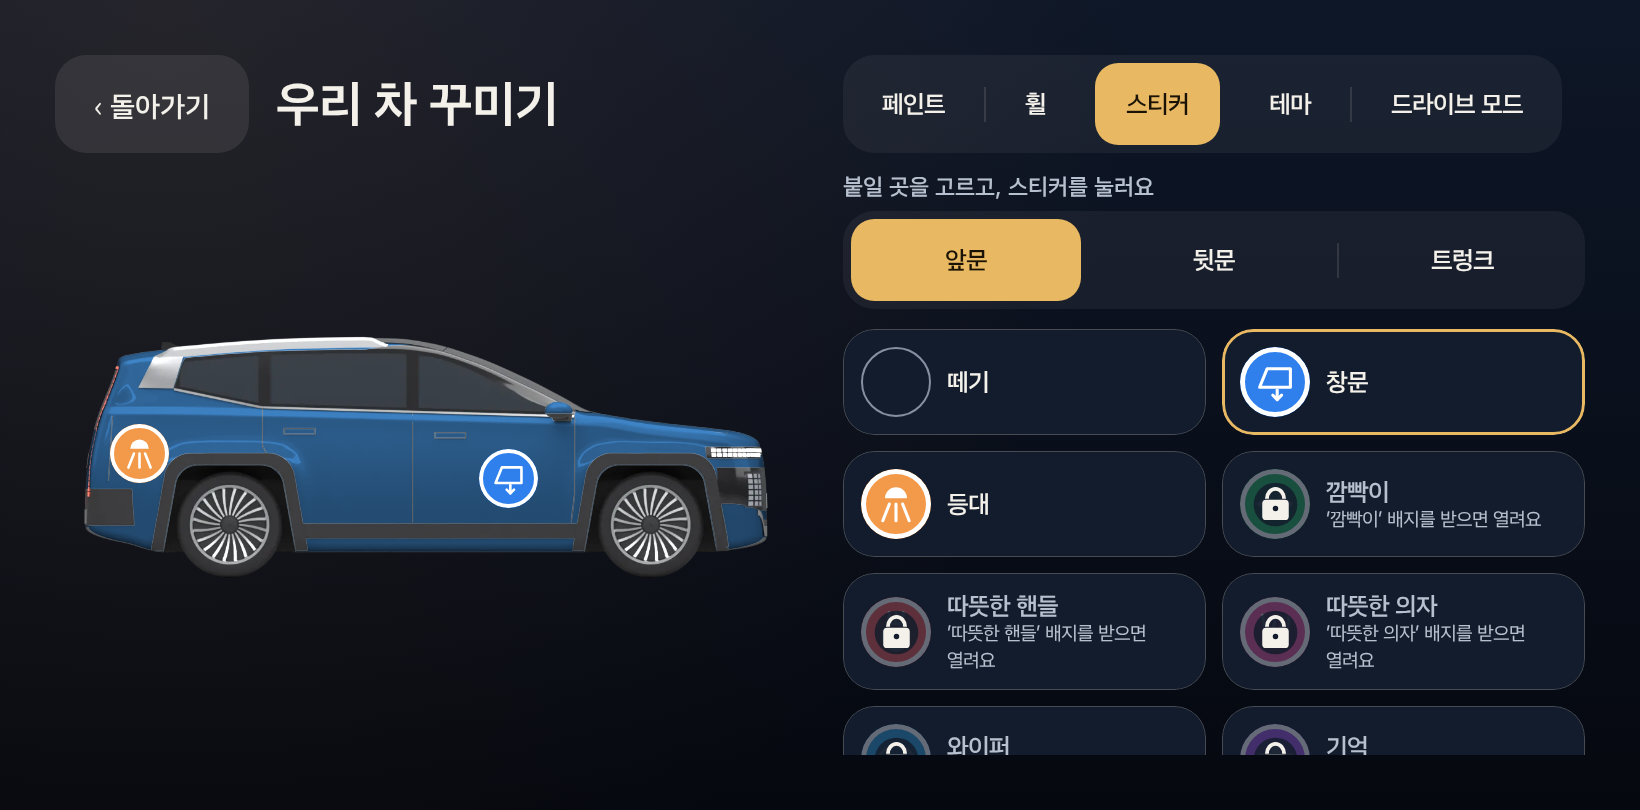 ‹ 돌아가기
우리 차 꾸미기
페인트
휠
스티커
테마
드라이브 모드
붙일 곳을 고르고, 스티커를 눌러요
앞문
뒷문
트렁크
떼기
창문
등대
깜빡이
'깜빡이' 배지를 받으면 열려요
따뜻한 핸들
'따뜻한 핸들' 배지를 받으면
열려요
따뜻한 의자
'따뜻한 의자' 배지를 받으면
열려요
와이퍼
기억